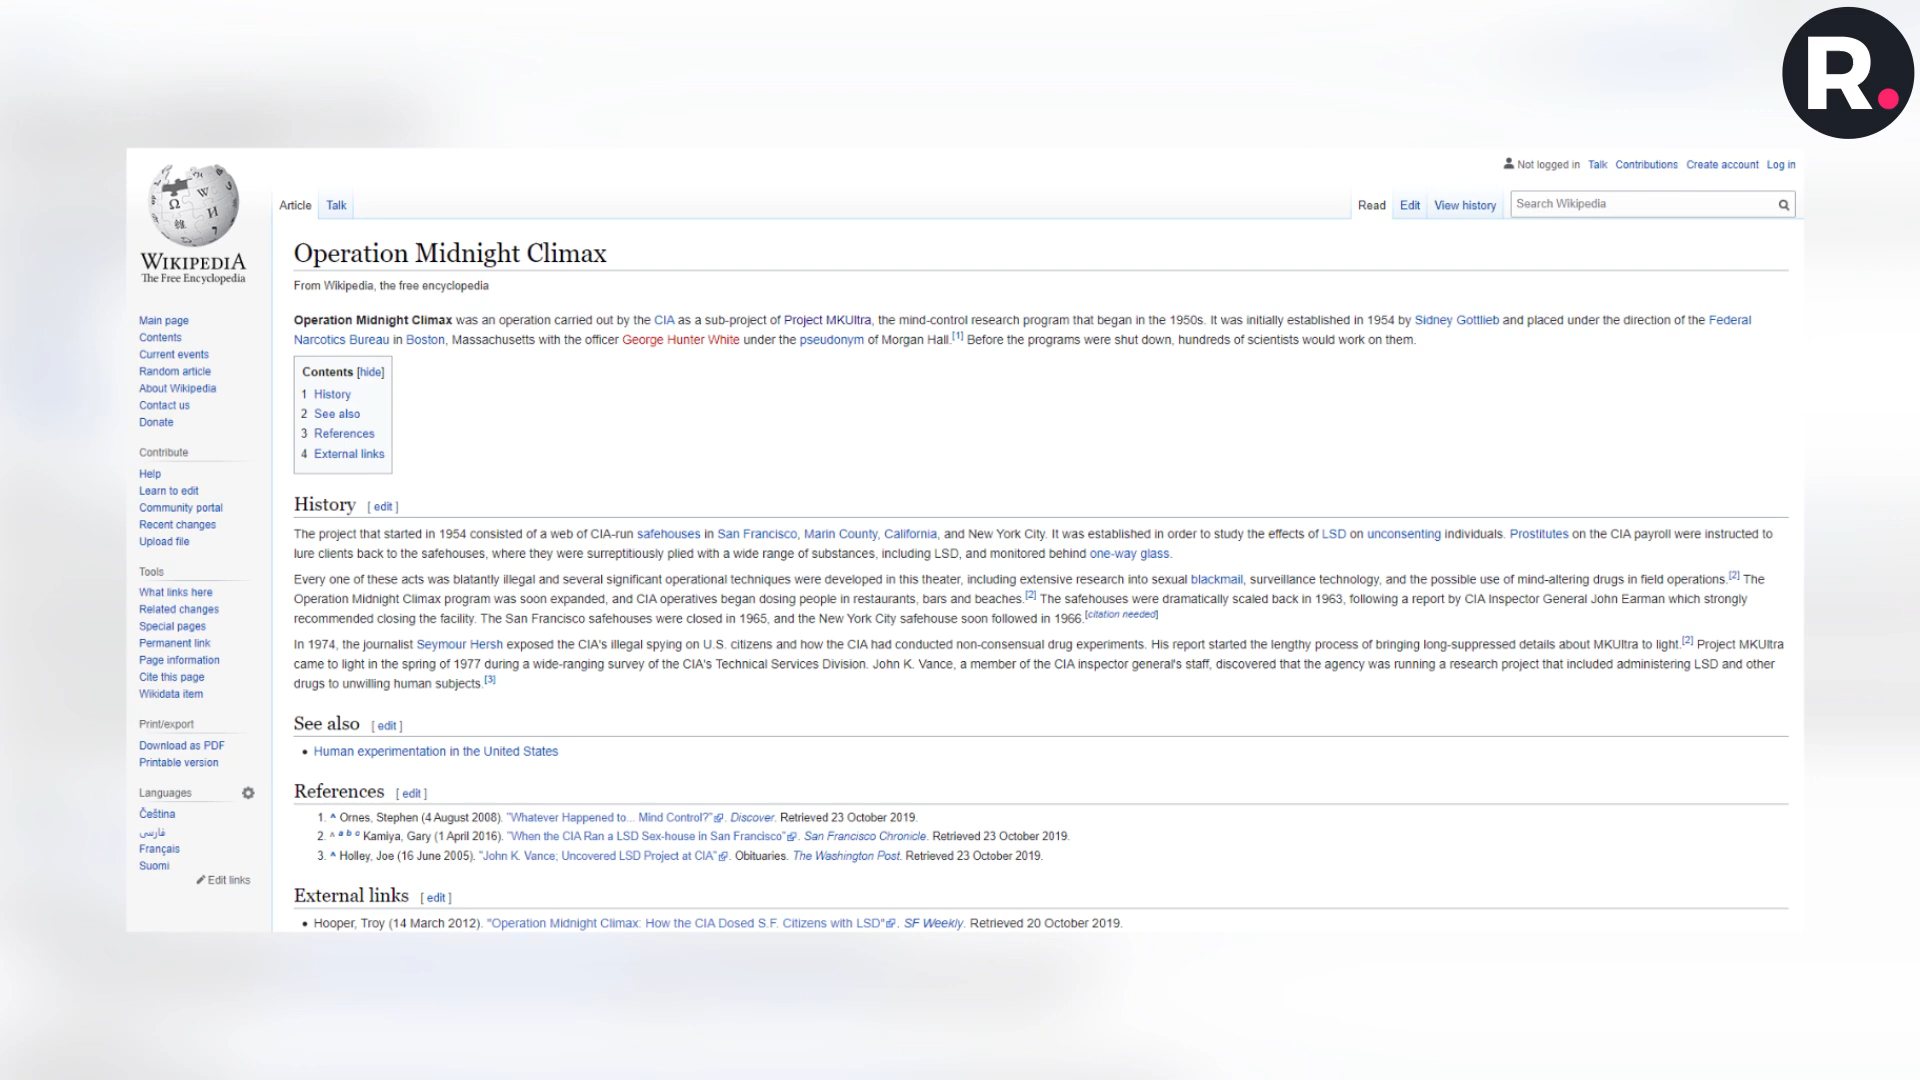 R.
Not logged in Talk Contributions Create account Log in
Article Talk
Read Edit View history Search Wikipedia
WIKIPEDIA
The Free Encyclopedia
Main page
Contents
Current events
Random article
About Wikipedia
Contact us
Donate
Contribute
Help
Learn to edit
Community portal
Recent changes
Upload file
Tools
What links here
Related changes
Special pages
Permanent link
Page information
Cite this page
Wikidata item
Print/export
Download as PDF
Printable version
Languages
Čeština
فارسی
Français
Suomi
Edit links
Operation Midnight Climax
From Wikipedia, the free encyclopedia
Operation Midnight Climax was an operation carried out by the CIA as a sub-project of Project MKUltra, the mind-control research program that began in the 1950s. It was initially established in 1954 by Sidney Gottlieb and placed under the direction of the Federal
Narcotics Bureau in Boston, Massachusetts with the officer George Hunter White under the pseudonym of Morgan Hall.[1] Before the programs were shut down, hundreds of scientists would work on them.
Contents [hide]
1 History
2 See also
3 References
4 External links
History [ edit ]
The project that started in 1954 consisted of a web of CIA-run safehouses in San Francisco, Marin County, California, and New York City. It was established in order to study the effects of LSD on unconsenting individuals. Prostitutes on the CIA payroll were instructed to
lure clients back to the safehouses, where they were surreptitiously plied with a wide range of substances, including LSD, and monitored behind one-way glass.
Every one of these acts was blatantly illegal and several significant operational techniques were developed in this theater, including extensive research into sexual blackmail, surveillance technology, and the possible use of mind-altering drugs in field operations.[2] The
Operation Midnight Climax program was soon expanded, and CIA operatives began dosing people in restaurants, bars and beaches.[2] The safehouses were dramatically scaled back in 1963, following a report by CIA Inspector General John Earman which strongly
recommended closing the facility. The San Francisco safehouses were closed in 1965, and the New York City safehouse soon followed in 1966.[citation needed]
In 1974, the journalist Seymour Hersh exposed the CIA's illegal spying on U.S. citizens and how the CIA had conducted non-consensual drug experiments. His report started the lengthy process of bringing long-suppressed details about MKUltra to light.[2] Project MKUltra
came to light in the spring of 1977 during a wide-ranging survey of the CIA's Technical Services Division. John K. Vance, a member of the CIA inspector general's staff, discovered that the agency was running a research project that included administering LSD and other
drugs to unwilling human subjects.[3]
See also [ edit ]
• Human experimentation in the United States
References [ edit ]
1. ^ Ornes, Stephen (4 August 2008). "Whatever Happened to... Mind Control?". Discover. Retrieved 23 October 2019.
2. ^ a b c Kamiya, Gary (1 April 2016). "When the CIA Ran a LSD Sex-house in San Francisco". San Francisco Chronicle. Retrieved 23 October 2019.
3. ^ Holley, Joe (16 June 2005). "John K. Vance; Uncovered LSD Project at CIA". Obituaries. The Washington Post. Retrieved 23 October 2019.
External links [ edit ]
• Hooper, Troy (14 March 2012). "Operation Midnight Climax: How the CIA Dosed S.F. Citizens with LSD". SF Weekly. Retrieved 20 October 2019.